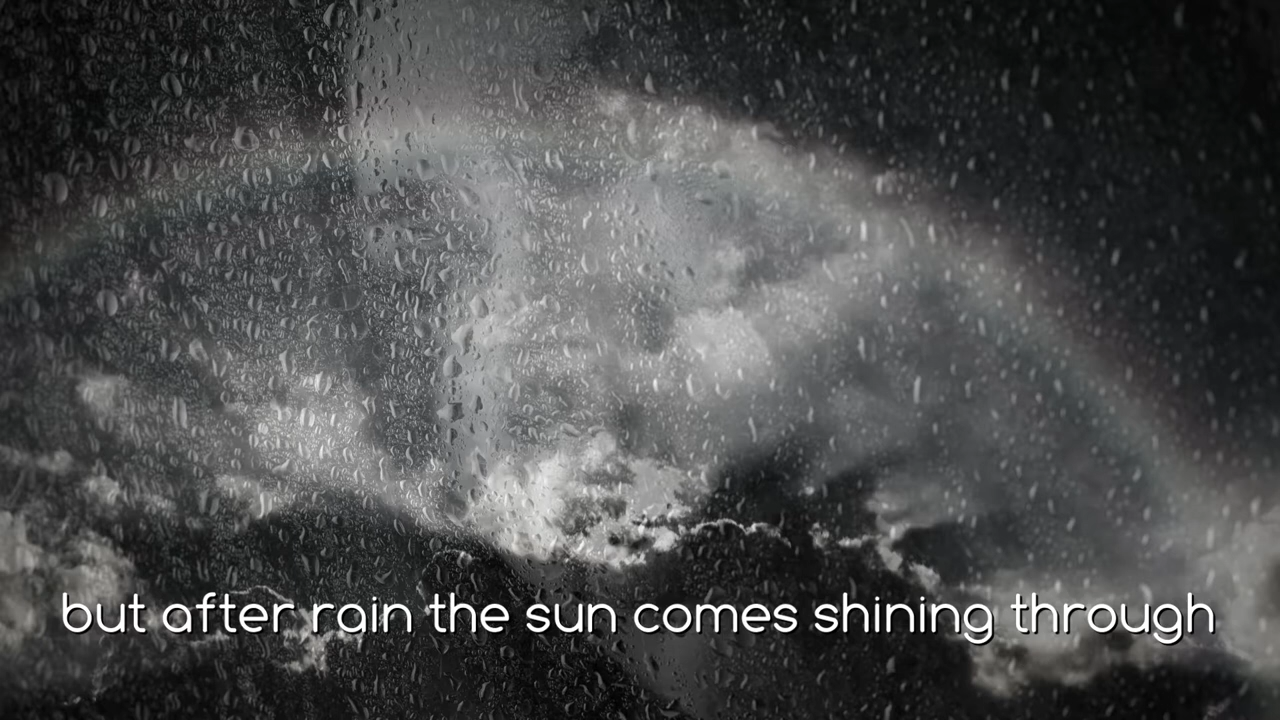 but after rain the sun comes shining through